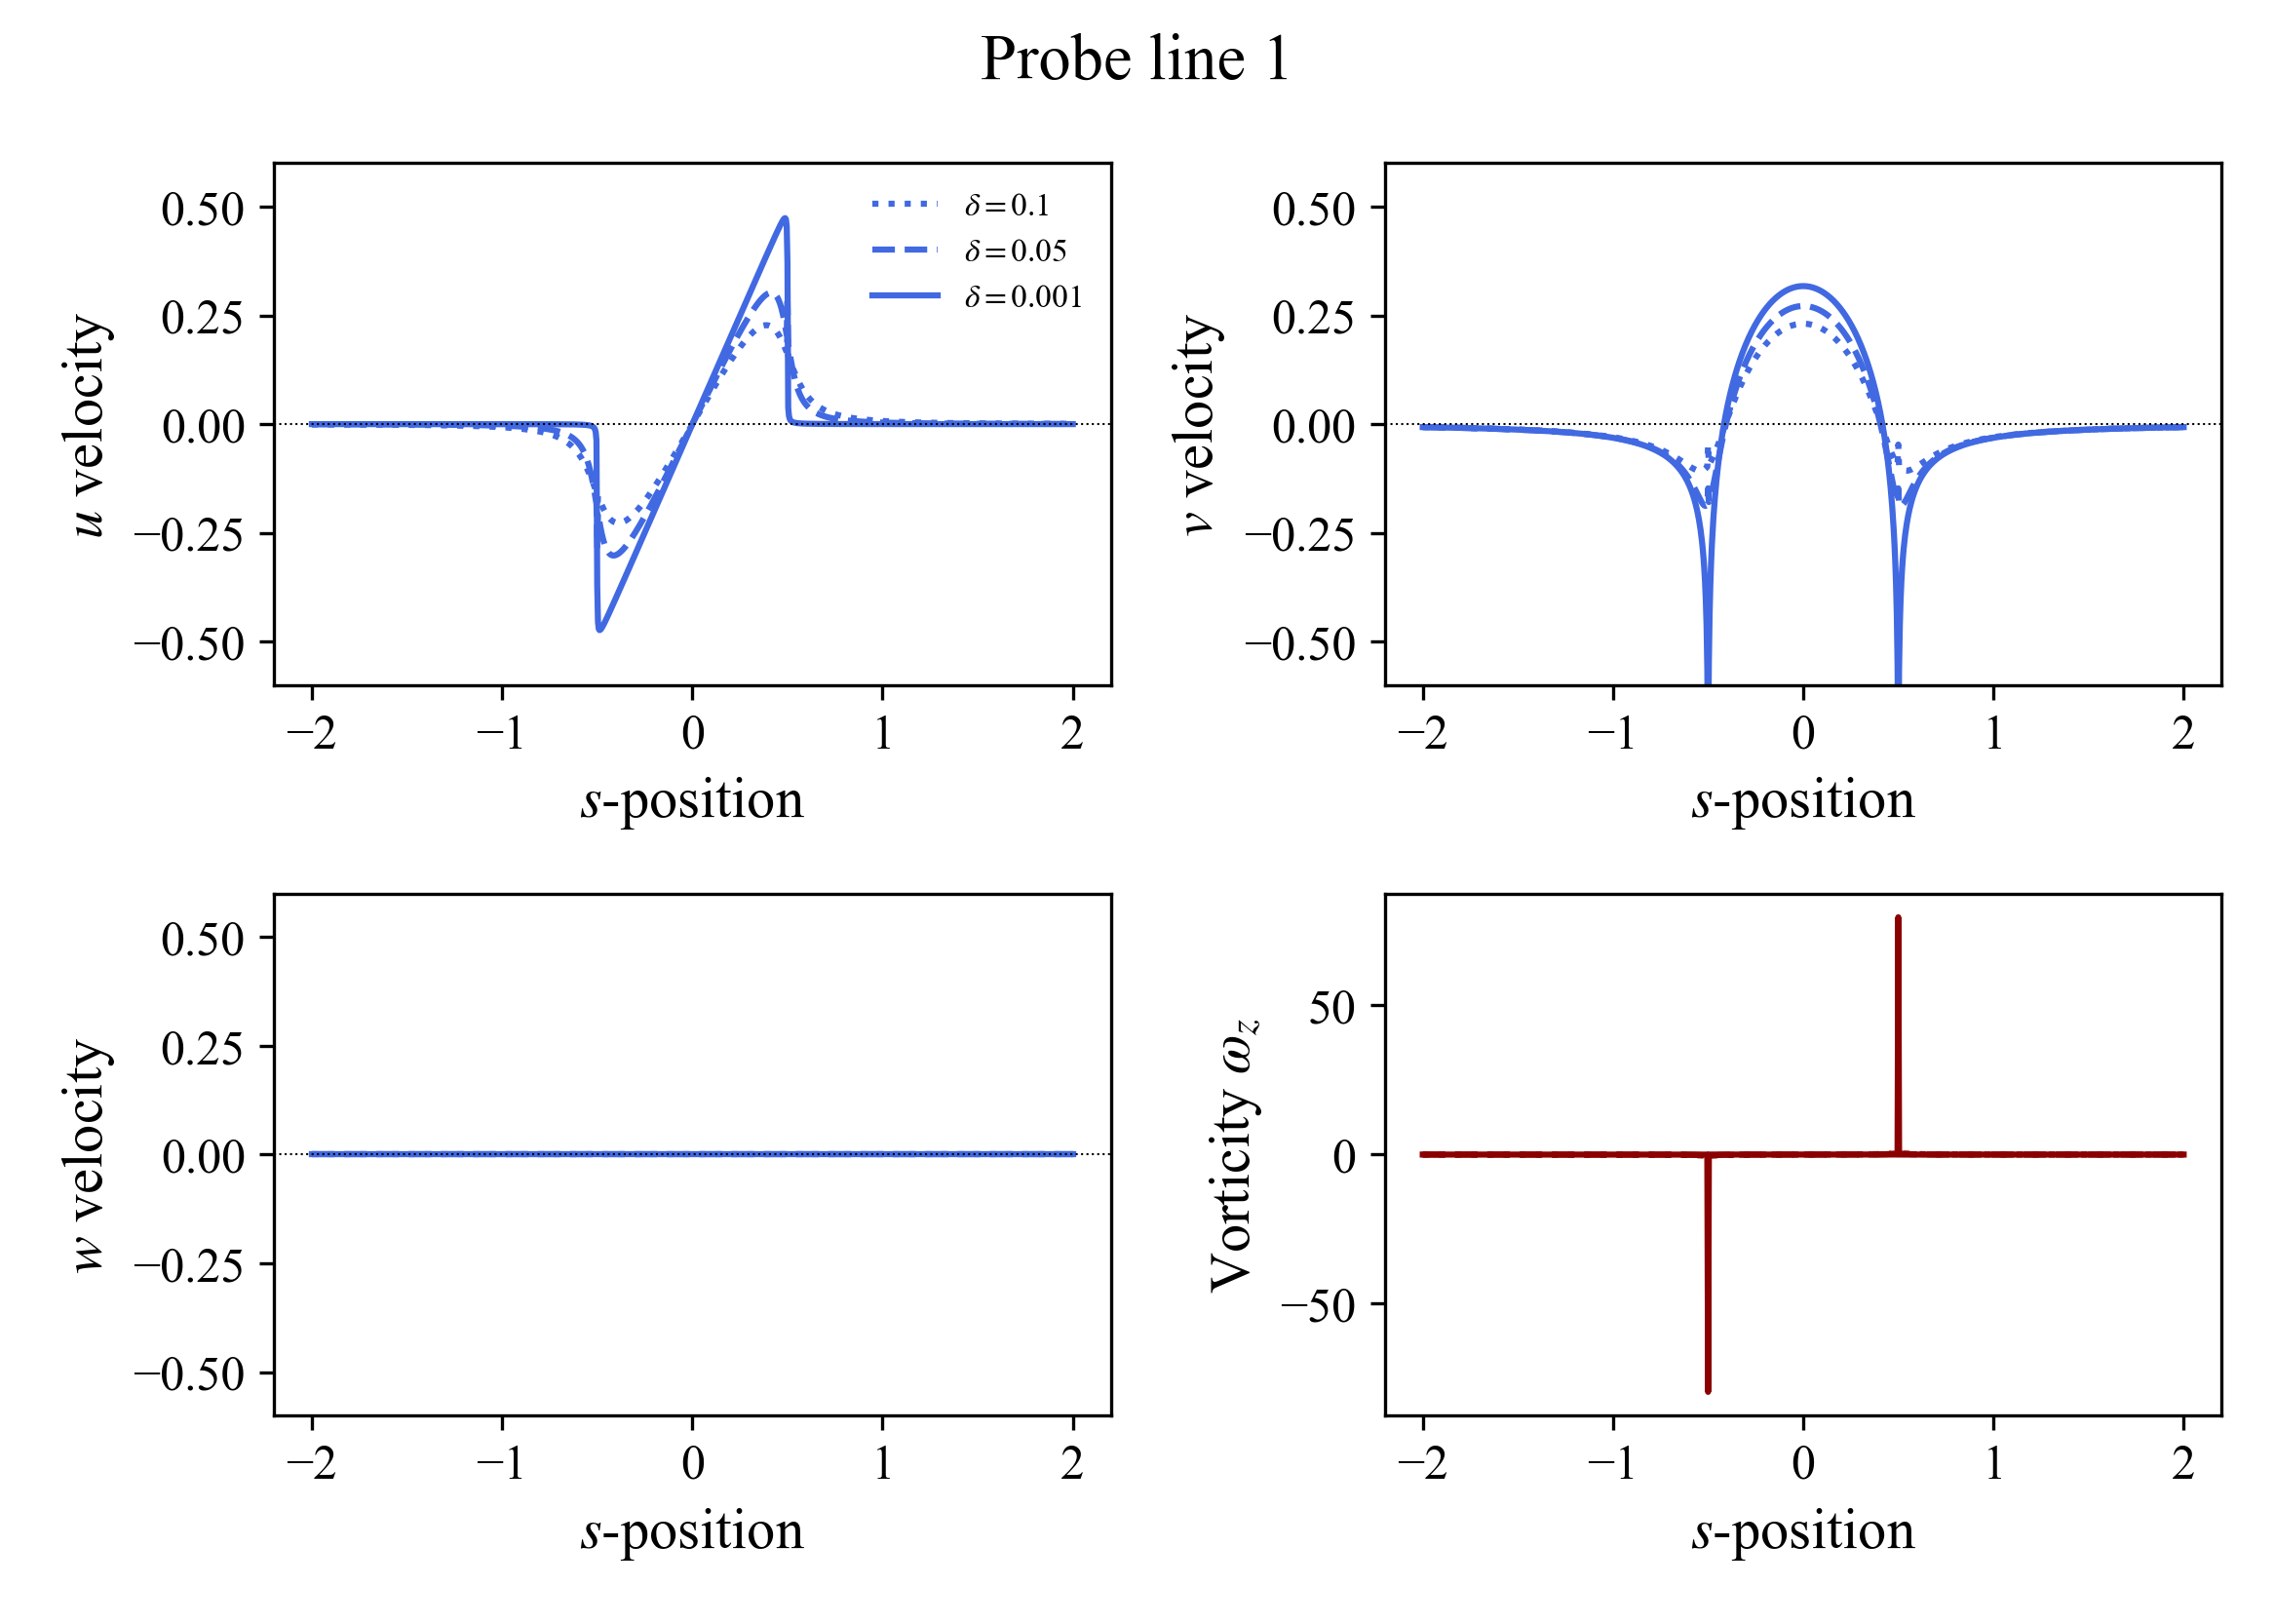 Probe line 1
u velocity
0.50
0.25
0.00
−0.25
−0.50
δ = 0.1
δ = 0.05
δ = 0.001
−2 −1 0 1 2
s-position
v velocity
0.50
0.25
0.00
−0.25
−0.50
−2 −1 0 1 2
s-position
w velocity
0.50
0.25
0.00
−0.25
−0.50
−2 −1 0 1 2
s-position
Vorticity ω_z
50
0
−50
−2 −1 0 1 2
s-position